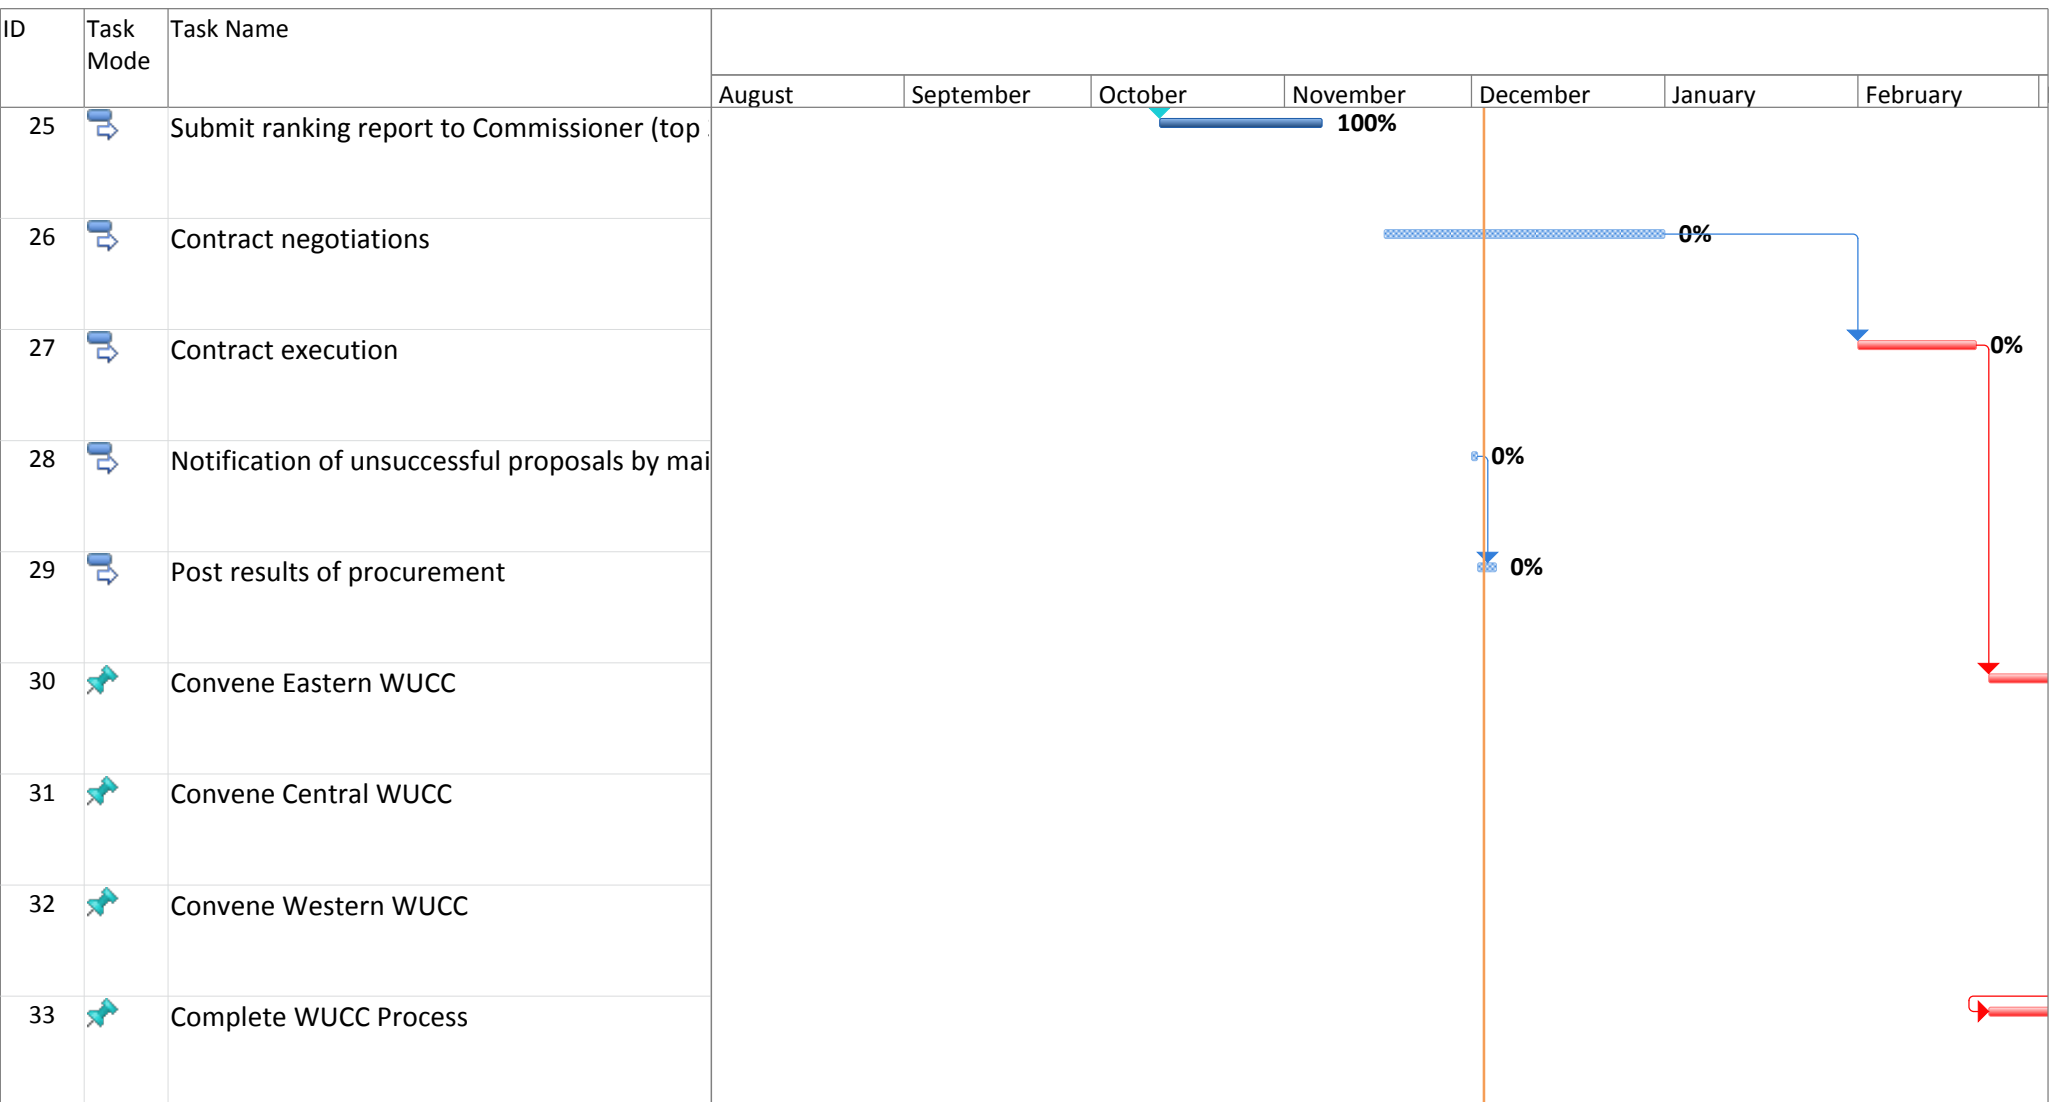 ID Task Mode Task Name
August September October November December January February
25 Submit ranking report to Commissioner (top 100%
26 Contract negotiations 0%
27 Contract execution 0%
28 Notification of unsuccessful proposals by mai 0%
29 Post results of procurement 0%
30 Convene Eastern WUCC
31 Convene Central WUCC
32 Convene Western WUCC
33 Complete WUCC Process